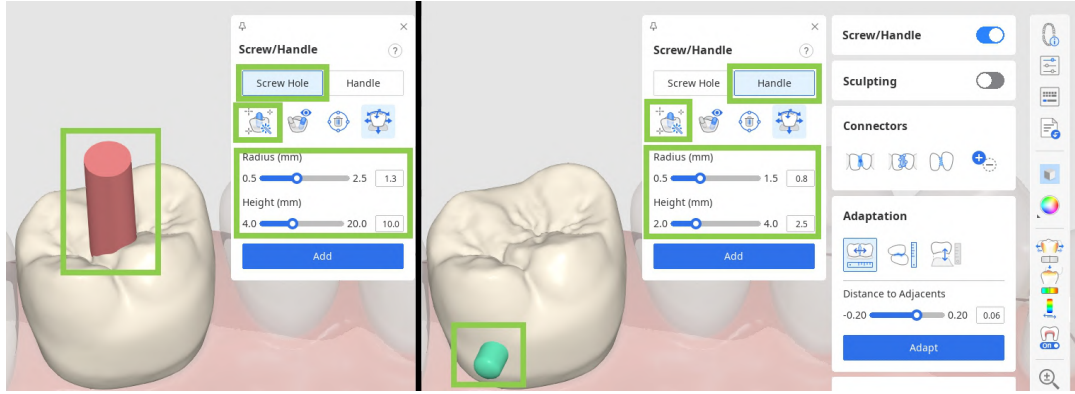 Screw/Handle
?
Screw Hole
Handle
Radius (mm)
0.5
2.5
1.3
Height (mm)
4.0
20.0
10.0
Add
Screw/Handle
?
Screw Hole
Handle
Radius (mm)
0.5
1.5
0.8
Height (mm)
2.0
4.0
2.5
Add
Screw/Handle
Sculpting
Connectors
Adaptation
Distance to Adjacents
-0.20
0.20
0.06
Adapt
On